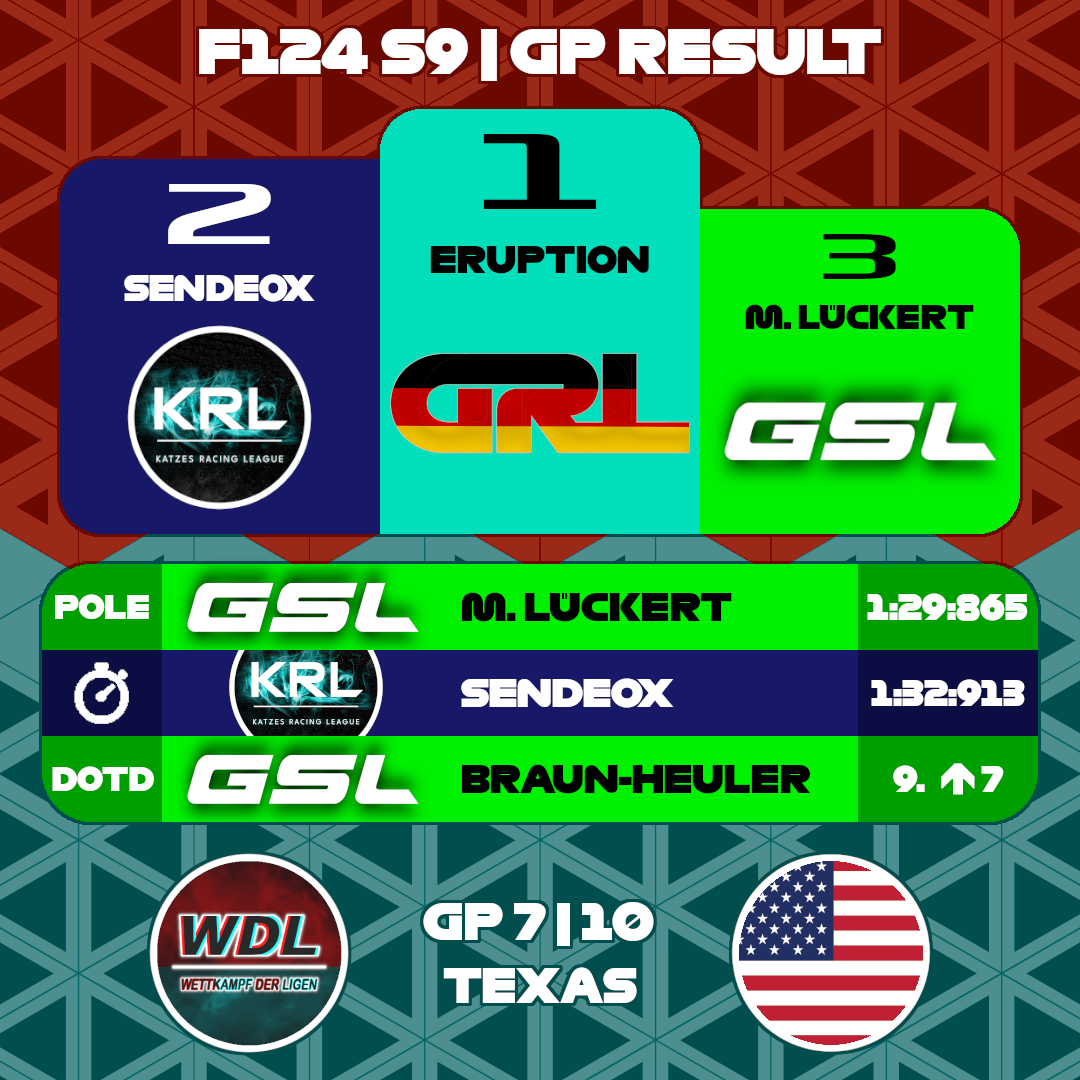 F124 S9 | GP RESULT
1
ERUPTION
GRL
2
SENDEOX
KRL
KATZES RACING LEAGUE
3
M. LÜCKERT
GSL
POLE GSL M. LÜCKERT 1:29:865
KRL
KATZES RACING LEAGUE
SENDEOX 1:32:913
DOTD GSL BRAUN-HEULER 9. ↑7
WDL
WETTKAMPF DER LIGEN
GP 7 | 10
TEXAS